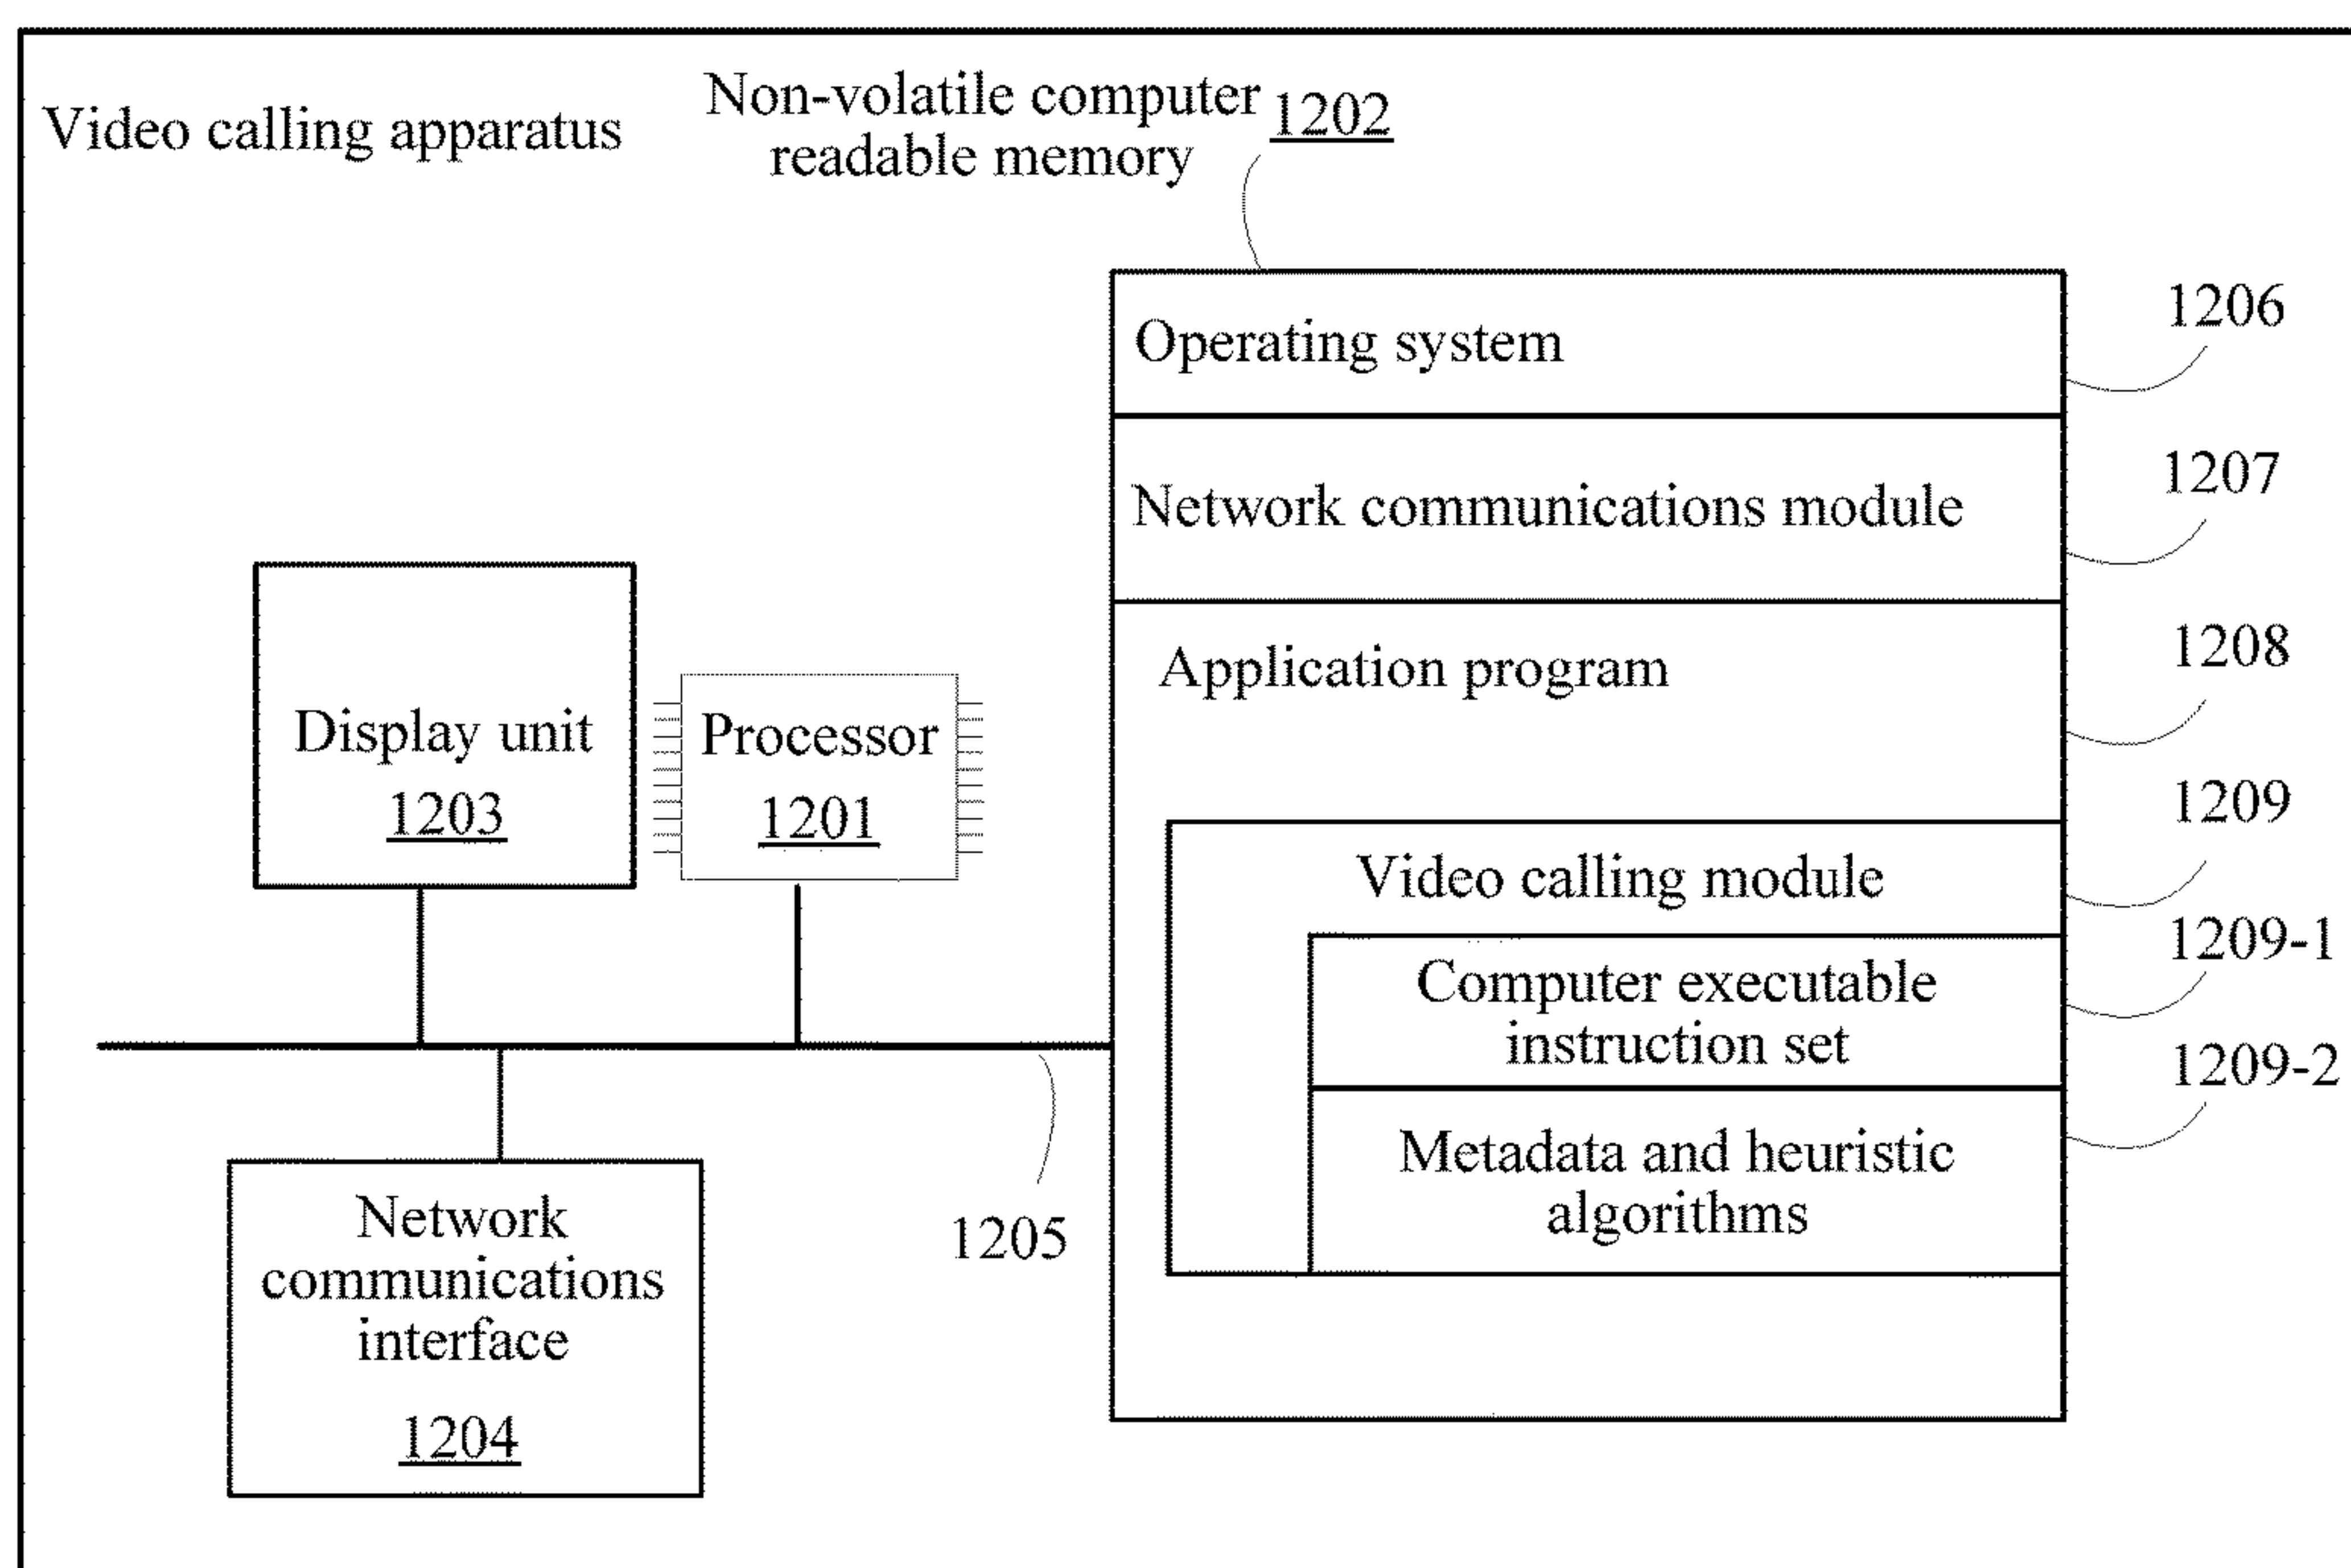 Video calling apparatus
Non-volatile computer
readable memory
1202
Operating system
1206
Network communications module
1207
Application program
1208
Display unit
1203
Processor
1201
Video calling module
1209
Computer executable
instruction set
1209-1
Metadata and heuristic
algorithms
1209-2
1205
Network
communications
interface
1204